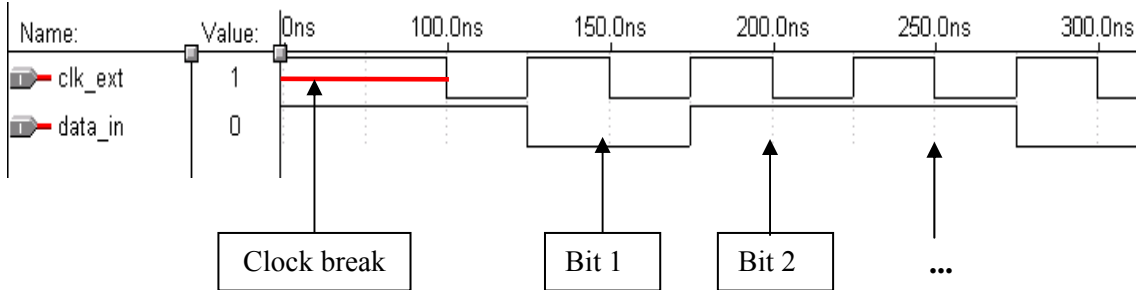 Name: Value: 0ns 100.0ns 150.0ns 200.0ns 250.0ns 300.0ns
clk_ext 1
data_in 0
Clock break Bit 1 Bit 2 ...